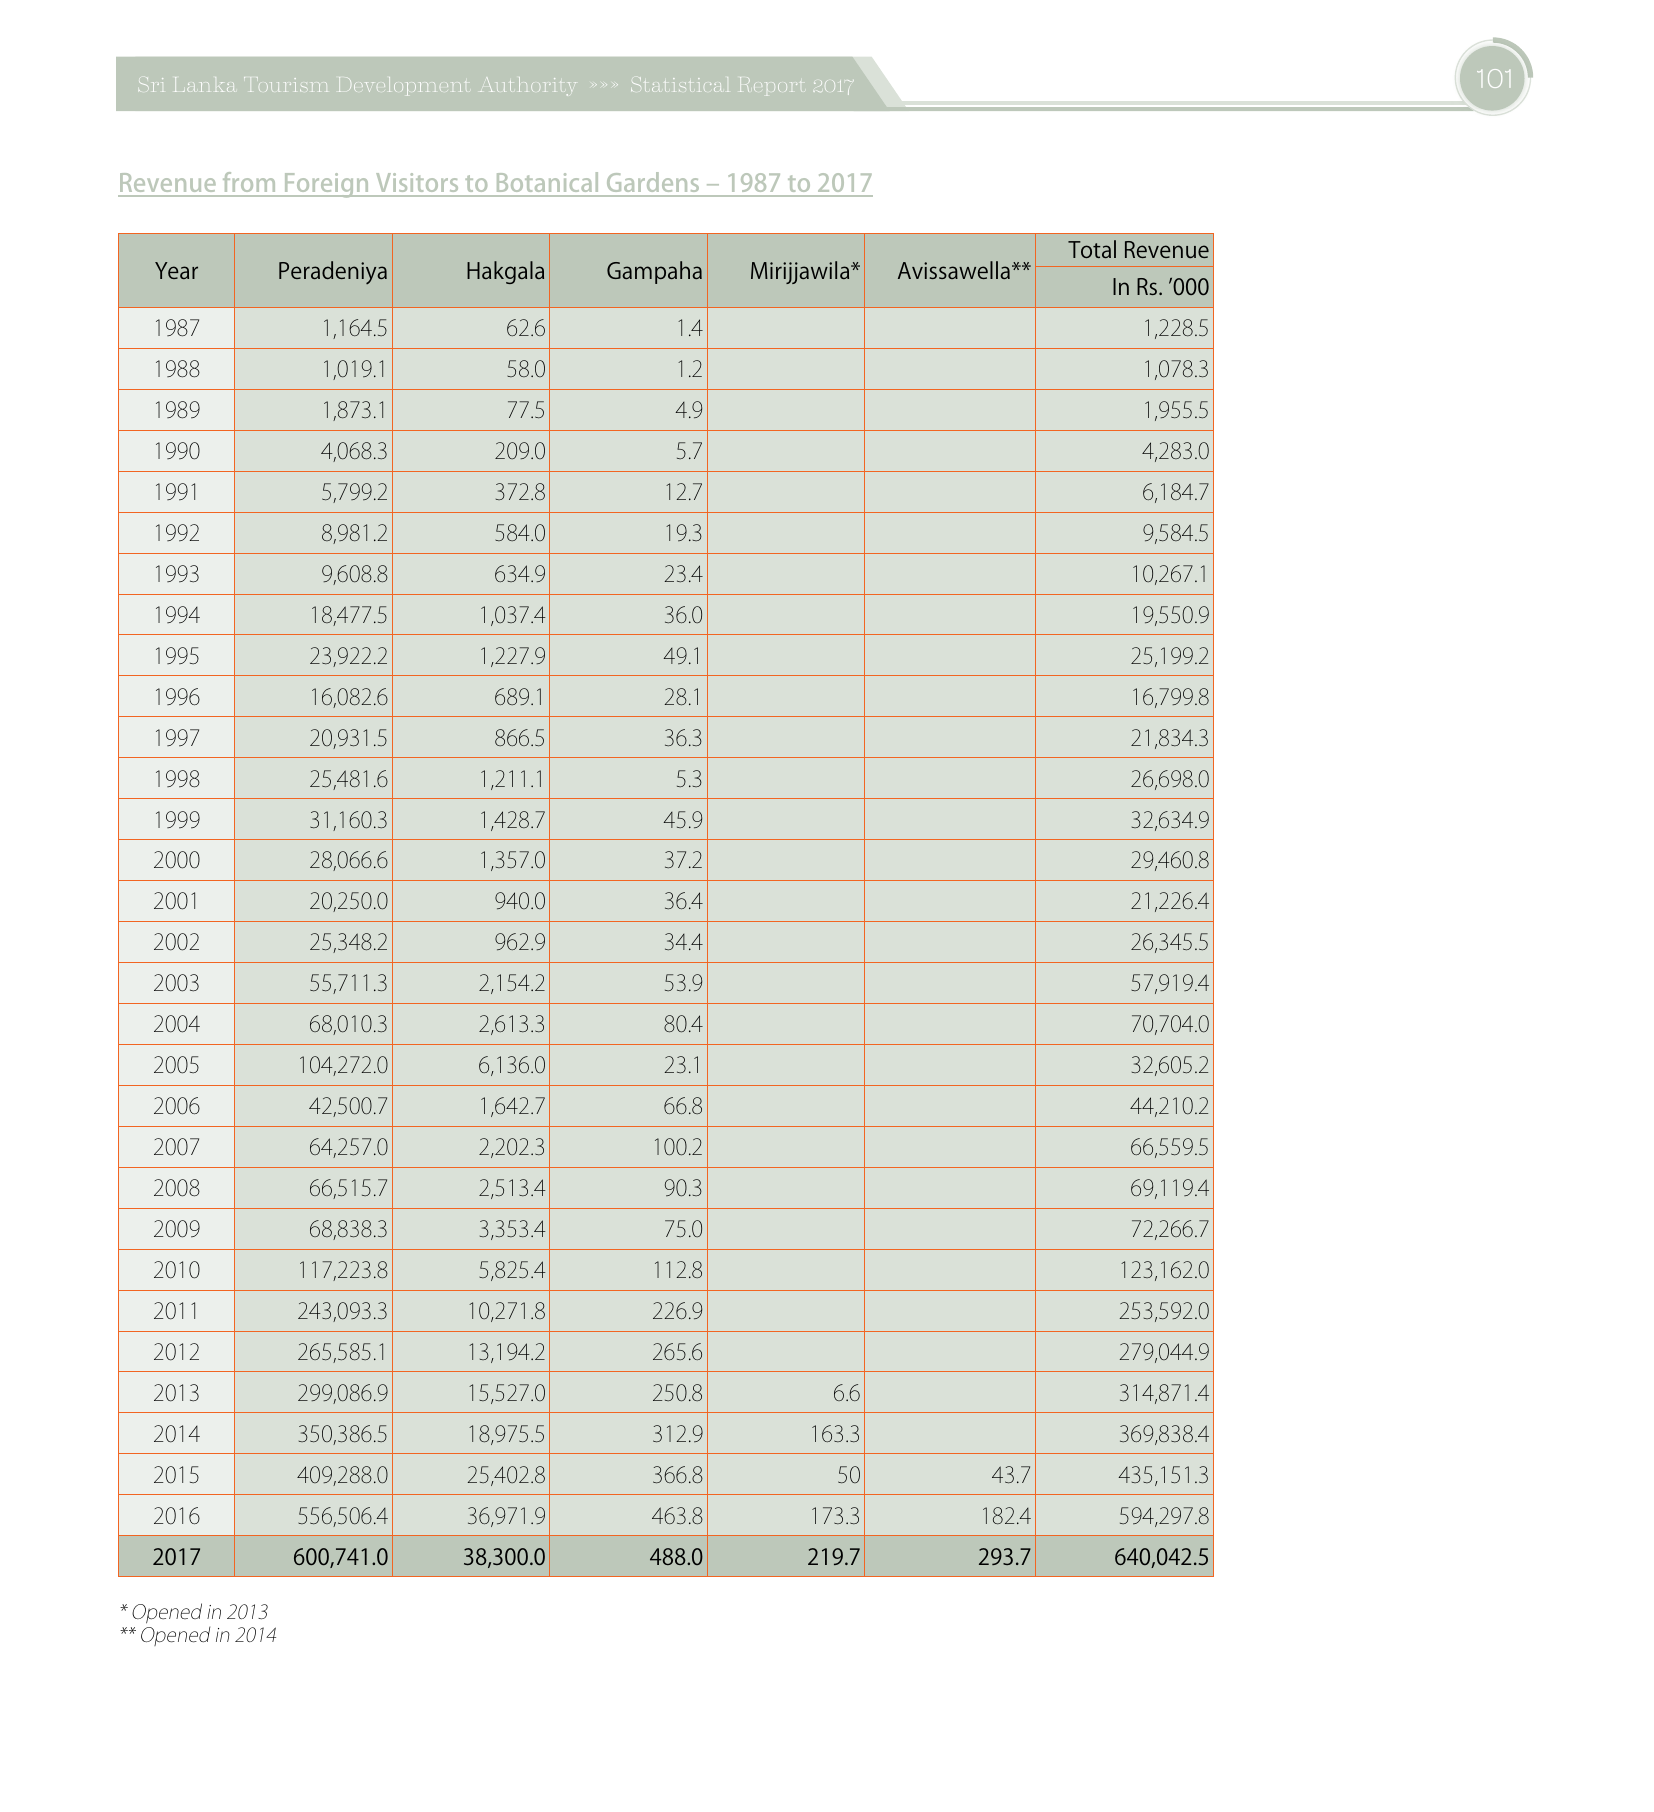 Sri Lanka Tourism Development Authority »»» Statistical Report 2017
101
Revenue from Foreign Visitors to Botanical Gardens – 1987 to 2017
Year Peradeniya Hakgala Gampaha Mirijjawila* Avissawella** Total Revenue
In Rs. ’000
1987 1,164.5 62.6 1.4 1,228.5
1988 1,019.1 58.0 1.2 1,078.3
1989 1,873.1 77.5 4.9 1,955.5
1990 4,068.3 209.0 5.7 4,283.0
1991 5,799.2 372.8 12.7 6,184.7
1992 8,981.2 584.0 19.3 9,584.5
1993 9,608.8 634.9 23.4 10,267.1
1994 18,477.5 1,037.4 36.0 19,550.9
1995 23,922.2 1,227.9 49.1 25,199.2
1996 16,082.6 689.1 28.1 16,799.8
1997 20,931.5 866.5 36.3 21,834.3
1998 25,481.6 1,211.1 5.3 26,698.0
1999 31,160.3 1,428.7 45.9 32,634.9
2000 28,066.6 1,357.0 37.2 29,460.8
2001 20,250.0 940.0 36.4 21,226.4
2002 25,348.2 962.9 34.4 26,345.5
2003 55,711.3 2,154.2 53.9 57,919.4
2004 68,010.3 2,613.3 80.4 70,704.0
2005 104,272.0 6,136.0 23.1 32,605.2
2006 42,500.7 1,642.7 66.8 44,210.2
2007 64,257.0 2,202.3 100.2 66,559.5
2008 66,515.7 2,513.4 90.3 69,119.4
2009 68,838.3 3,353.4 75.0 72,266.7
2010 117,223.8 5,825.4 112.8 123,162.0
2011 243,093.3 10,271.8 226.9 253,592.0
2012 265,585.1 13,194.2 265.6 279,044.9
2013 299,086.9 15,527.0 250.8 6.6 314,871.4
2014 350,386.5 18,975.5 312.9 163.3 369,838.4
2015 409,288.0 25,402.8 366.8 50 43.7 435,151.3
2016 556,506.4 36,971.9 463.8 173.3 182.4 594,297.8
2017 600,741.0 38,300.0 488.0 219.7 293.7 640,042.5
* Opened in 2013
** Opened in 2014